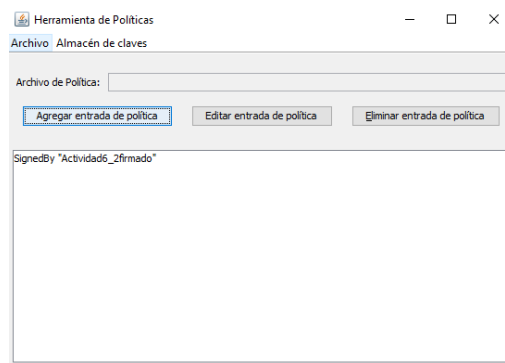 Herramienta de Políticas
Archivo Almacén de claves
Archivo de Política:
Agregar entrada de política Editar entrada de política Eliminar entrada de política
SignedBy "Actividad6_2firmado"